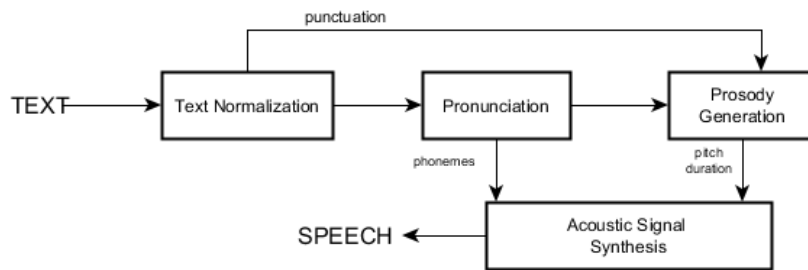 punctuation
TEXT
Text Normalization
Pronunciation
Prosody
Generation
phonemes
pitch
duration
SPEECH
Acoustic Signal
Synthesis